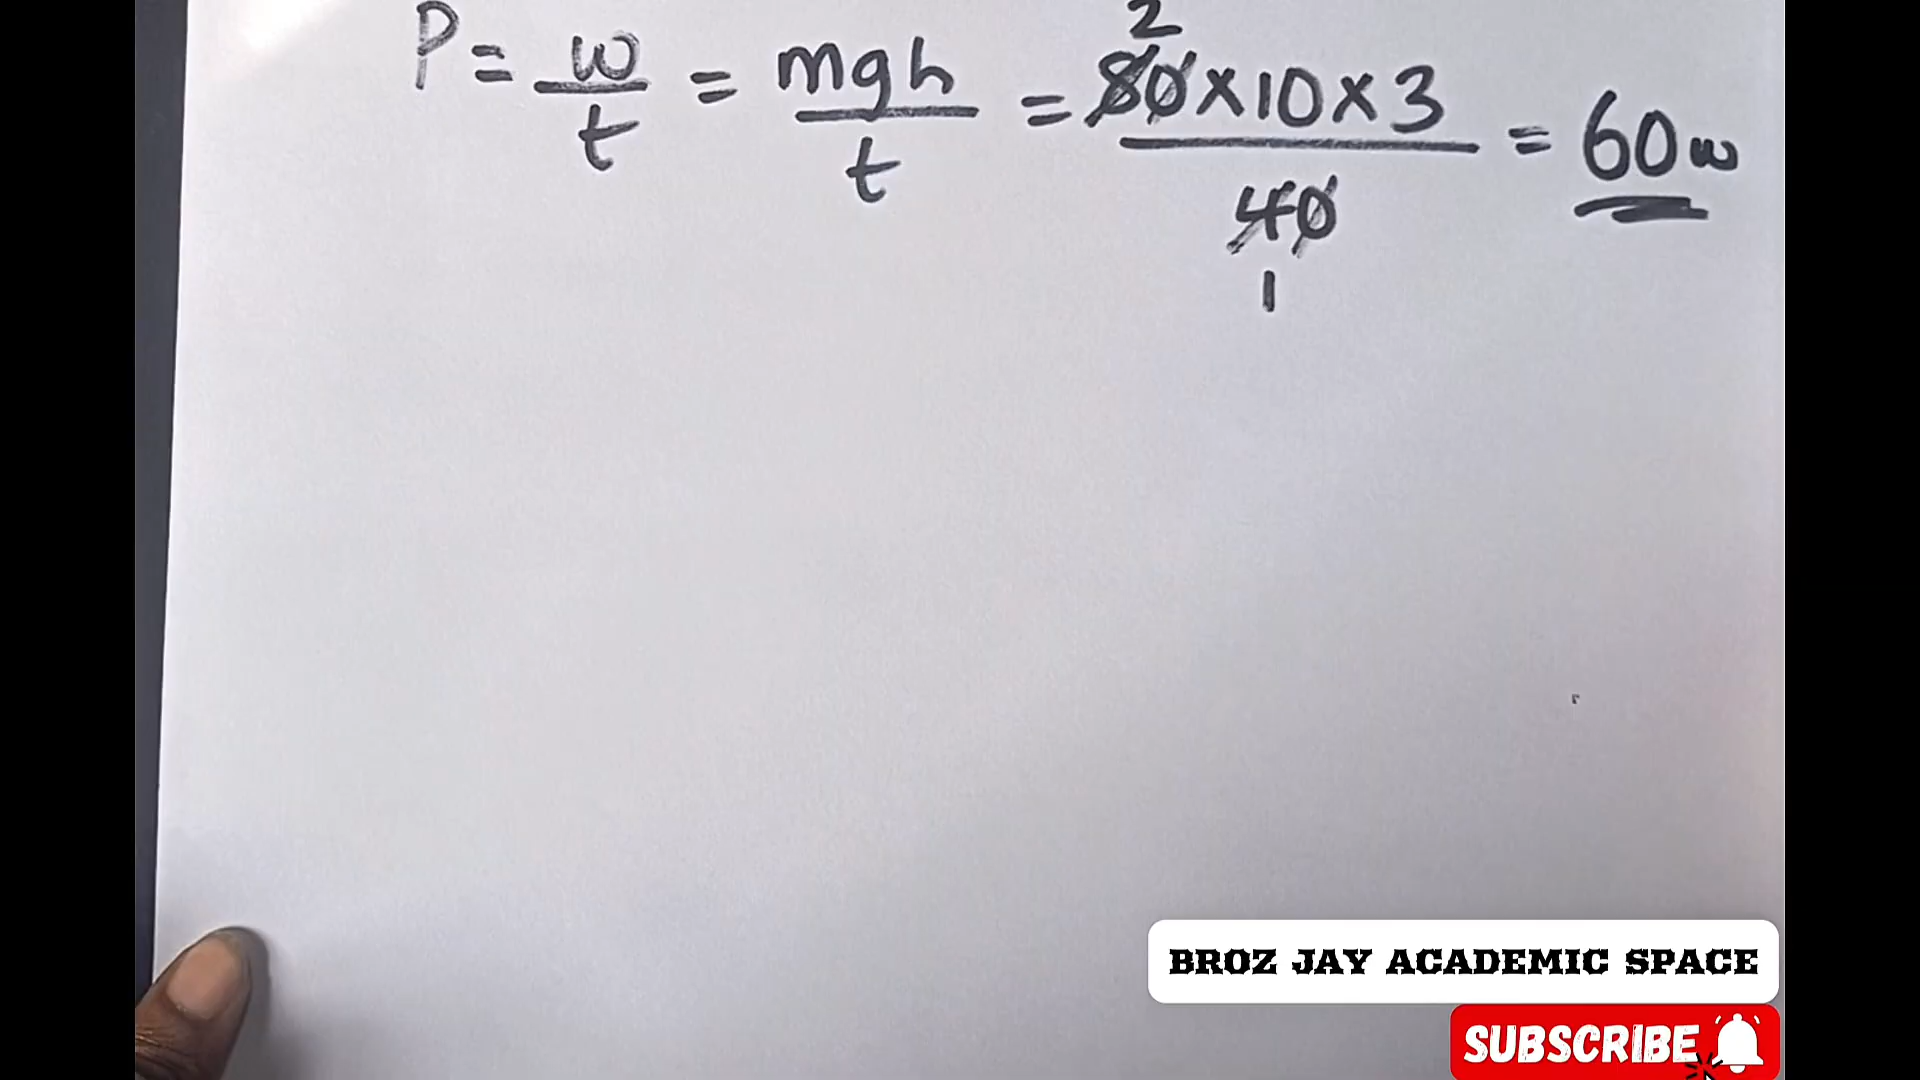 P = w/t = mgh/t = 80×10×3/40 = 60w
2
1
BROZ JAY ACADEMIC SPACE
SUBSCRIBE